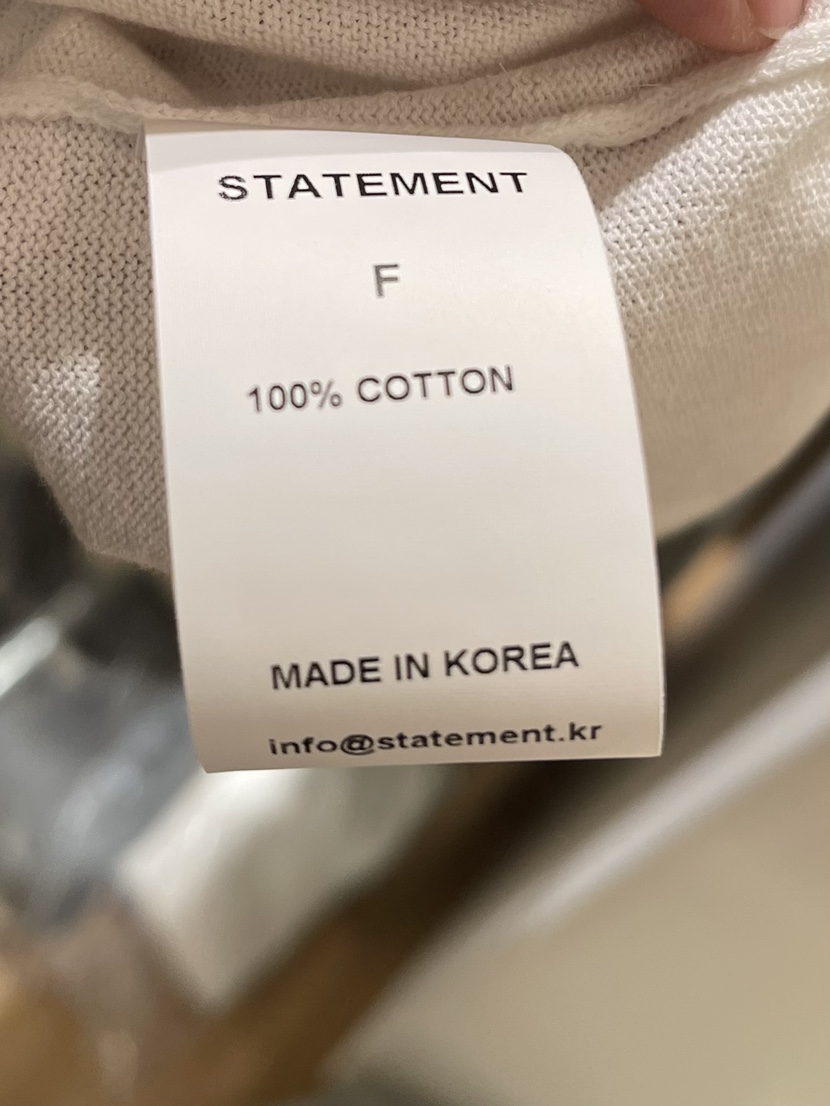 STATEMENT
F
100% COTTON
MADE IN KOREA
info@statement.kr